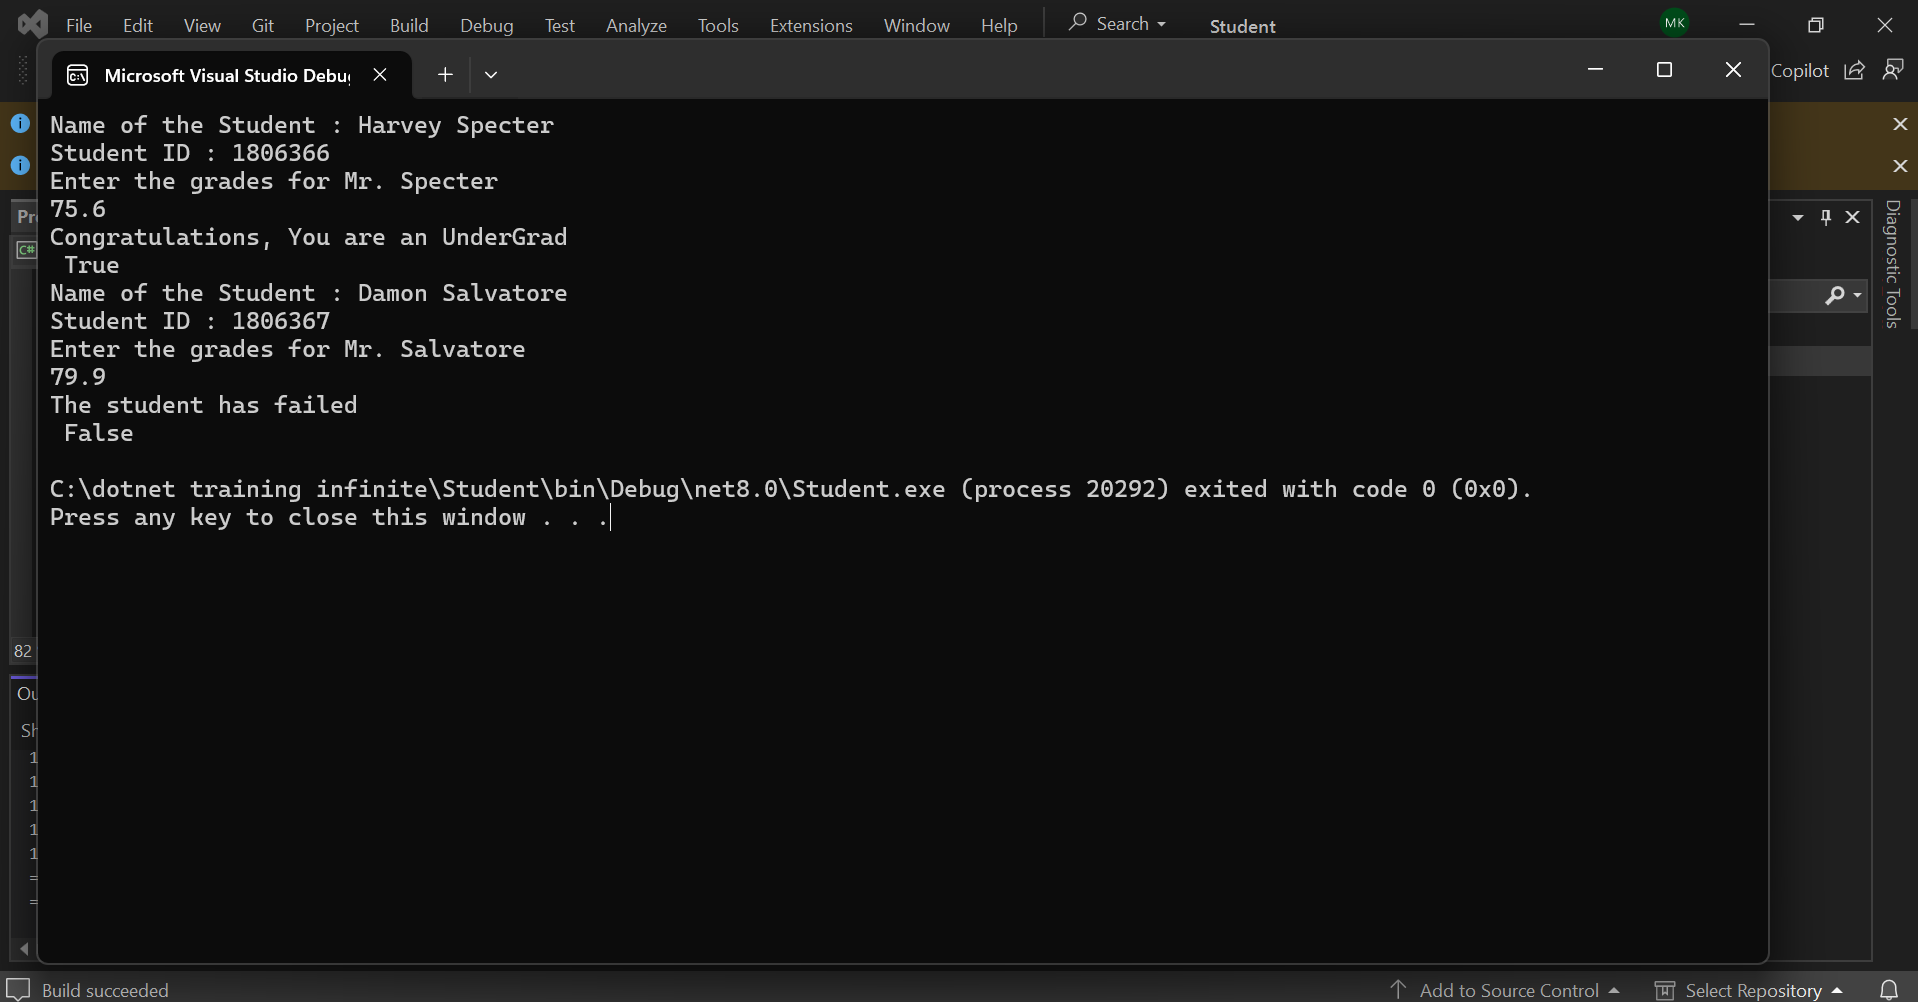 File Edit View Git Project Build Debug Test Analyze Tools Extensions Window Help Search Student MK
Microsoft Visual Studio Debu
Copilot
Name of the Student : Harvey Specter
Student ID : 1806366
Enter the grades for Mr. Specter
75.6
Congratulations, You are an UnderGrad
True
Name of the Student : Damon Salvatore
Student ID : 1806367
Enter the grades for Mr. Salvatore
79.9
The student has failed
False
C:\dotnet training infinite\Student\bin\Debug\net8.0\Student.exe (process 20292) exited with code 0 (0x0).
Press any key to close this window . . .
Diagnostic Tools
Pr
C#
82
Ou
Sh
1
1
1
1
1
=
=
Build succeeded Add to Source Control Select Repository